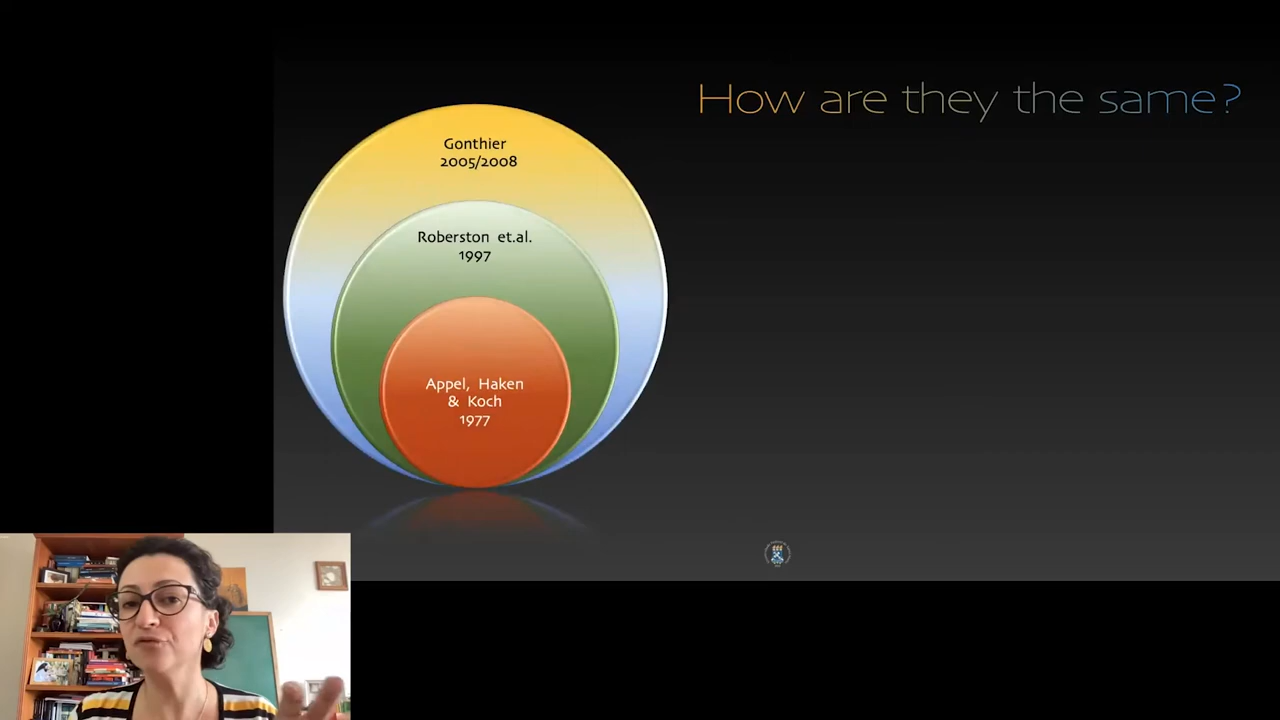 How are they the same?
Gonthier
2005/2008
Roberston et.al.
1997
Appel, Haken
& Koch
1977